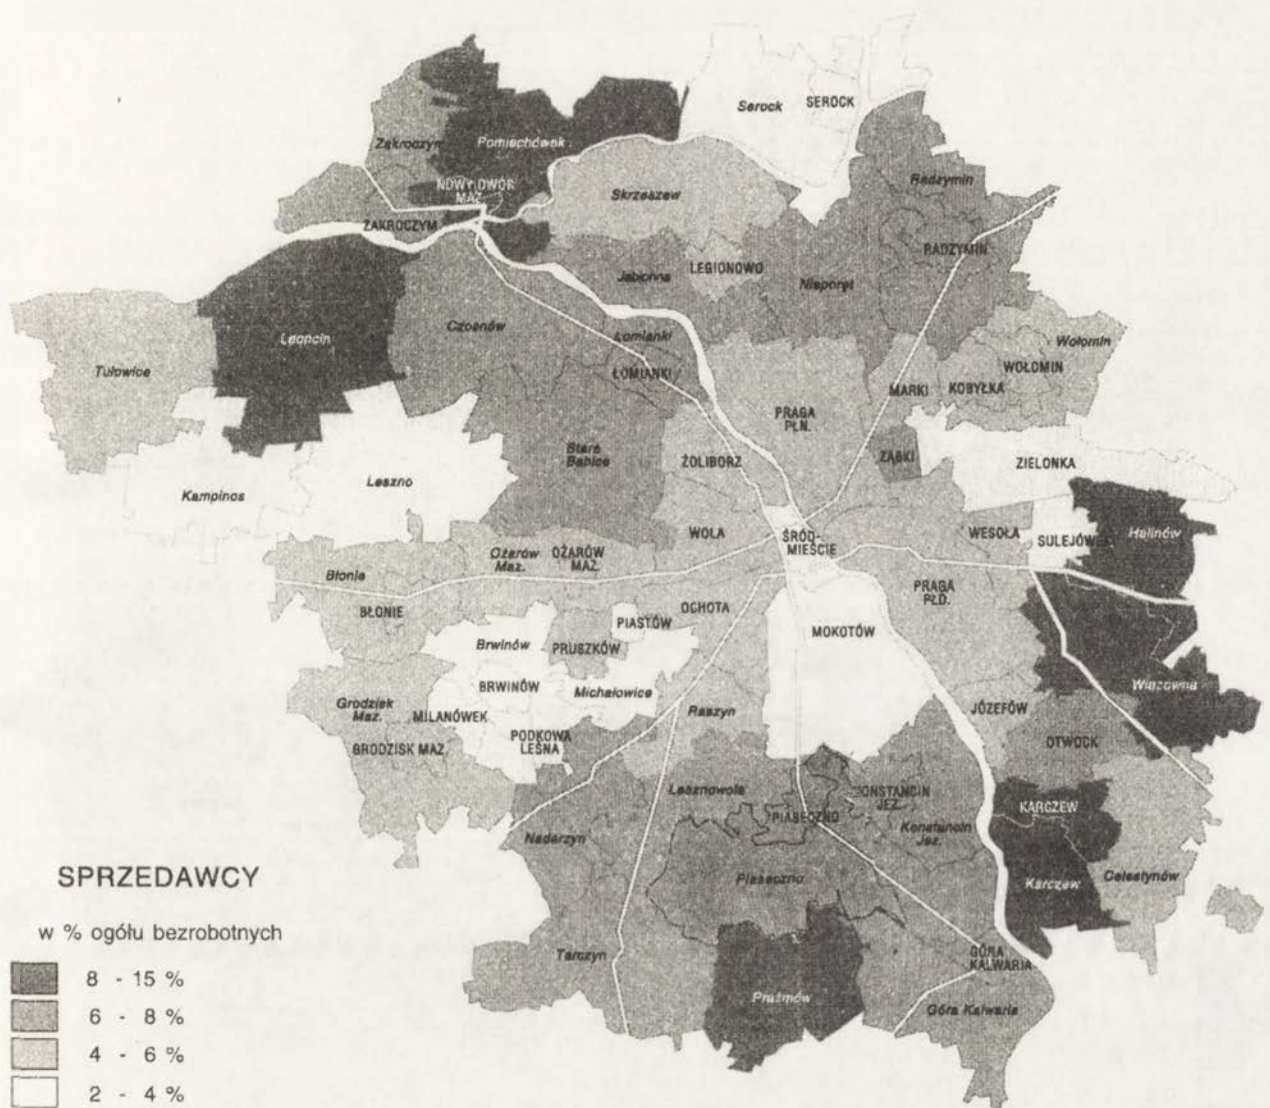 Serock
SEROCK
Zakroczym
Pomiechówek
Radzymin
NOWY DWÓR
MAZ.
Skrzeszew
ZAKROCZYM
RADZYMIN
LEGIONOWO
Jabłonna
Nieporęt
Leoncin
Czosnów
Łomianki
Wołomin
Tułowice
ŁOMIANKI
WOŁOMIN
MARKI
KOBYŁKA
PRAGA
PŁN.
Stare
Babice
ŻOLIBORZ
ZĄBKI
ZIELONKA
Leszno
Kampinos
WOLA
ŚRÓD-
MIEŚCIE
WESOŁA
SULEJÓWEK
Halinów
Ożarów
Maz.
OŻARÓW
MAZ.
Błonie
BŁONIE
OCHOTA
PRAGA
PŁD.
PIASTÓW
MOKOTÓW
Brwinów
PRUSZKÓW
BRWINÓW
Michałowice
Wiązowna
Grodzisk
Maz.
MILANÓWEK
Raszyn
JÓZEFÓW
GRODZISK MAZ.
PODKOWA
LEŚNA
OTWOCK
Lesznowola
KONSTANCIN
JEZ.
KARCZEW
PIASECZNO
Konstancin
Jez.
Nadarzyn
Piaseczno
Karczew
Celestynów
Tarczyn
GÓRA
KALWARIA
Prażmów
Góra Kalwaria
SPRZEDAWCY
w % ogółu bezrobotnych
8 - 15 %
6 - 8 %
4 - 6 %
2 - 4 %